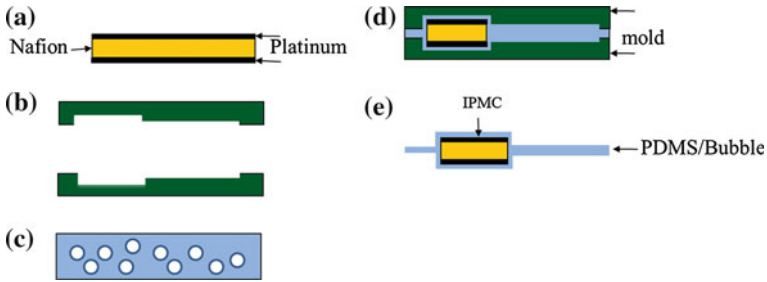 (a)
Nafion
Platinum
(b)
(c)
(d)
mold
(e)
IPMC
PDMS/Bubble